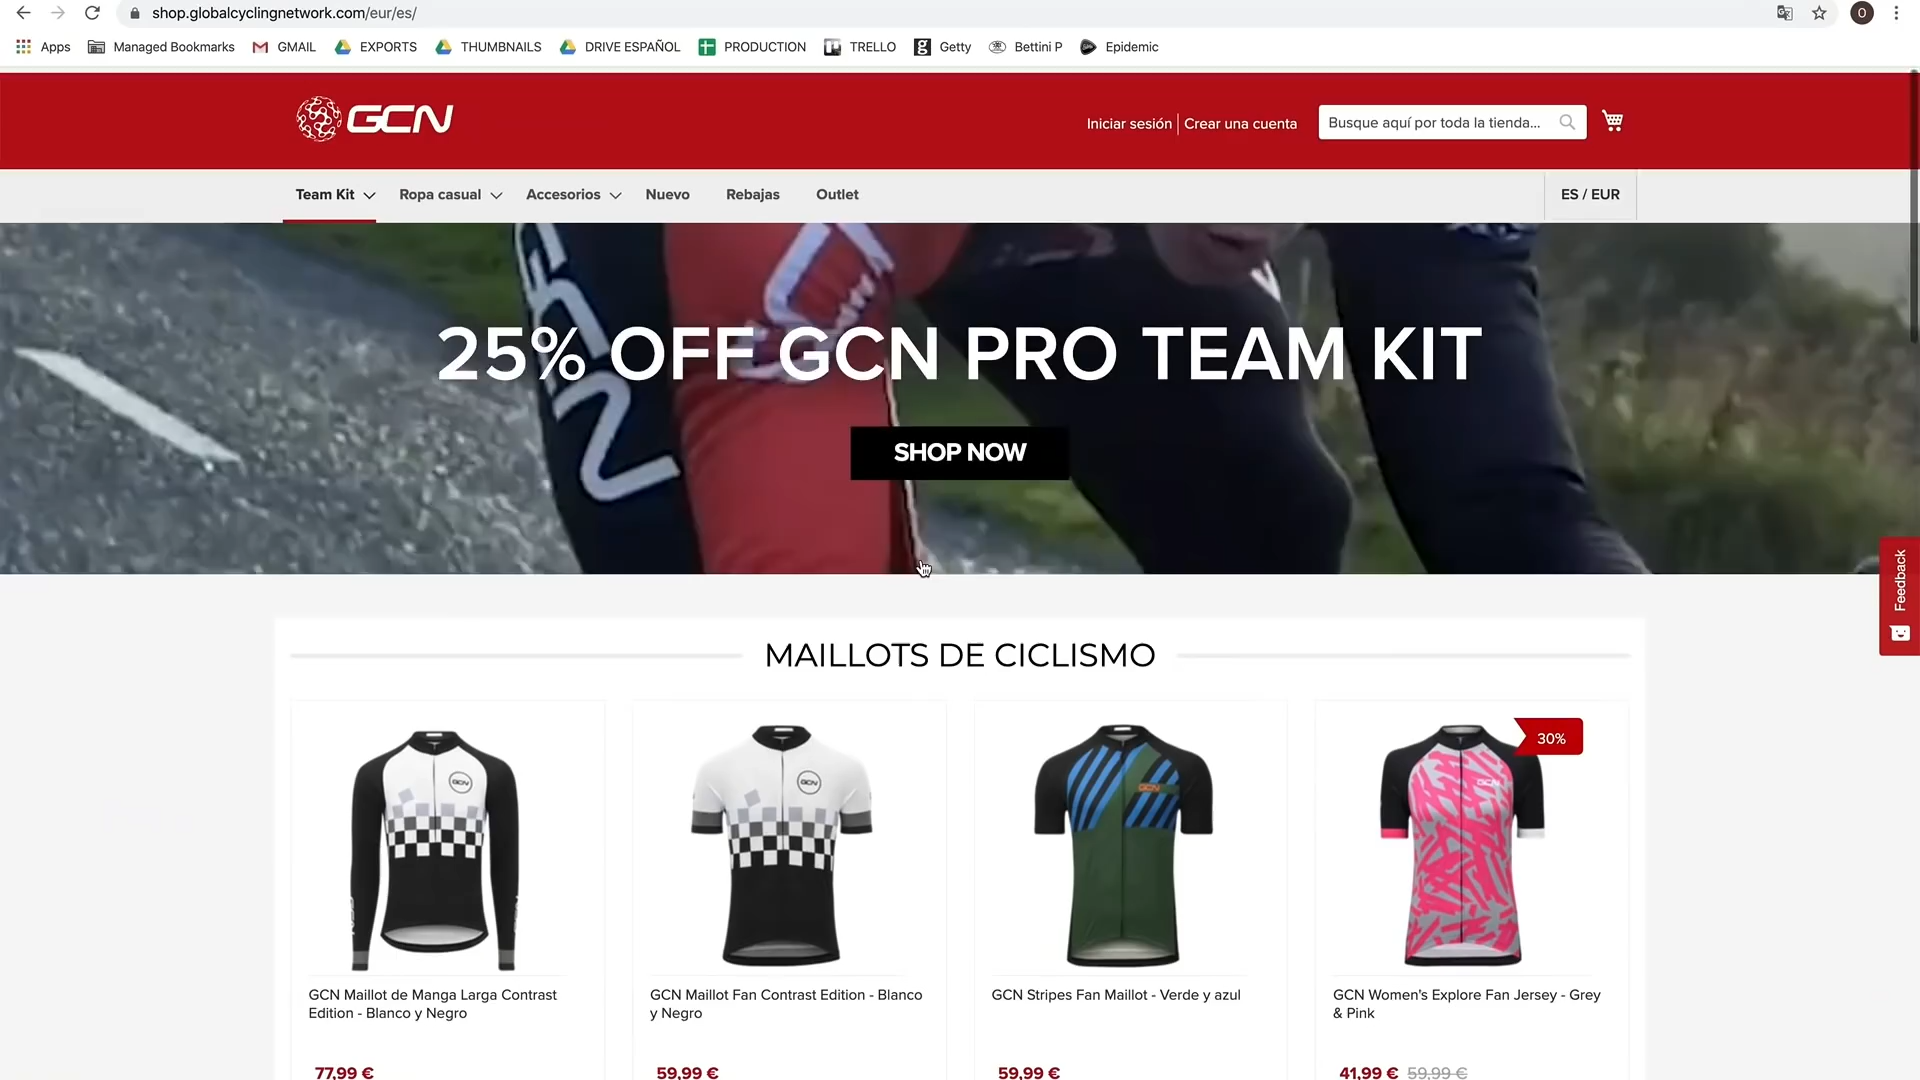 shop.globalcyclingnetwork.com/eur/es/
O
Apps
Managed Bookmarks
GMAIL
EXPORTS
THUMBNAILS
DRIVE ESPAÑOL
PRODUCTION
TRELLO
Getty
Bettini P
Epidemic
GCN
Iniciar sesión
Crear una cuenta
Busque aquí por toda la tienda...
Team Kit
Ropa casual
Accesorios
Nuevo
Rebajas
Outlet
ES / EUR
25% OFF GCN PRO TEAM KIT
SHOP NOW
Feedback
MAILLOTS DE CICLISMO
30%
GCN
GCN
GCN
GCN
GCN Maillot de Manga Larga Contrast
Edition - Blanco y Negro
GCN Maillot Fan Contrast Edition - Blanco
y Negro
GCN Stripes Fan Maillot - Verde y azul
GCN Women's Explore Fan Jersey - Grey
& Pink
77,99 €
59,99 €
59,99 €
41,99 € 59,99 €